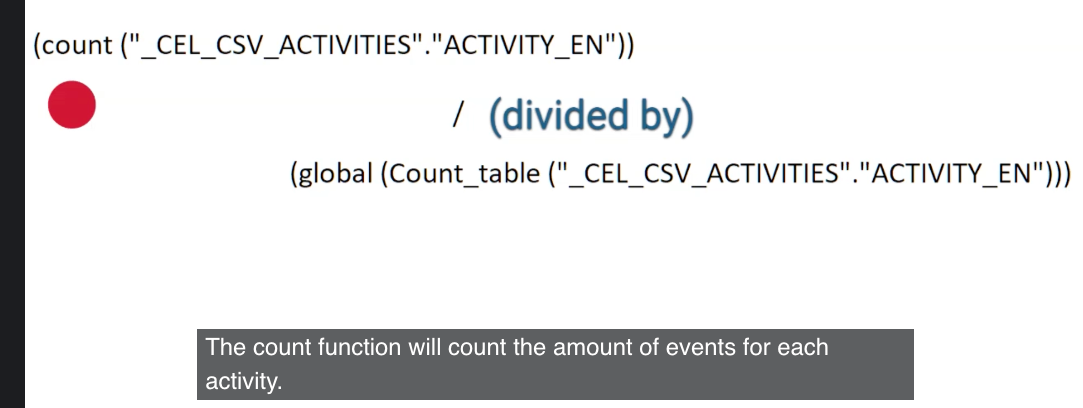 (count ("_CEL_CSV_ACTIVITIES"."ACTIVITY_EN"))
/ (divided by)
(global (Count_table ("_CEL_CSV_ACTIVITIES"."ACTIVITY_EN")))
The count function will count the amount of events for each
activity.